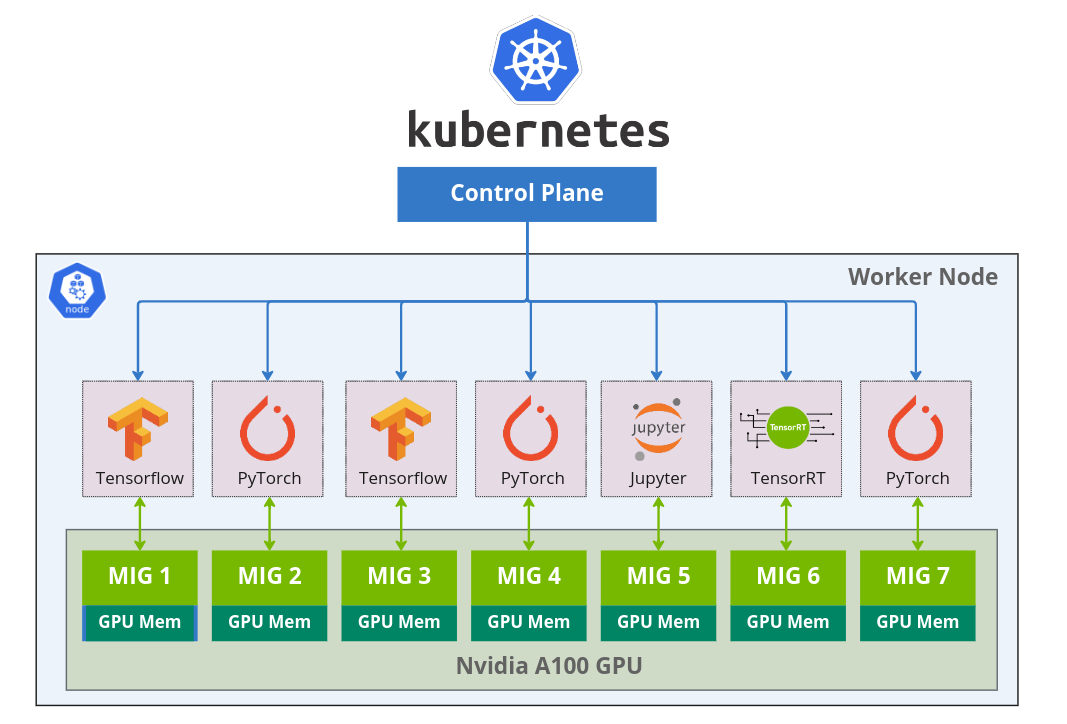 kubernetes
Control Plane
node
Worker Node
Tensorflow
PyTorch
Tensorflow
PyTorch
Jupyter
Jupyter
TensorRT
TensorRT
PyTorch
MIG 1
MIG 2
MIG 3
MIG 4
MIG 5
MIG 6
MIG 7
GPU Mem
GPU Mem
GPU Mem
GPU Mem
GPU Mem
GPU Mem
GPU Mem
Nvidia A100 GPU